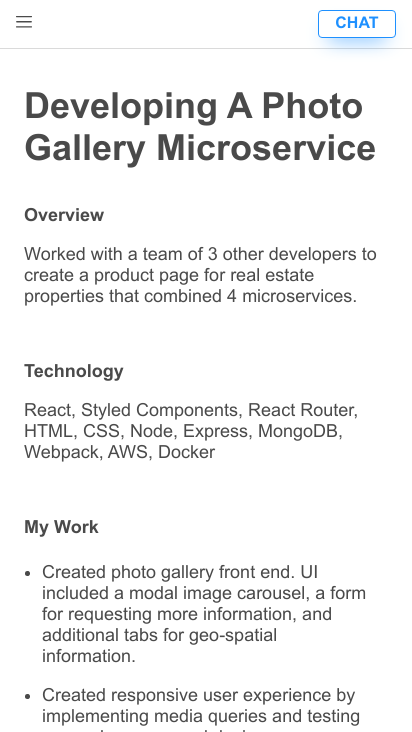 CHAT
Developing A Photo
Gallery Microservice
Overview
Worked with a team of 3 other developers to
create a product page for real estate
properties that combined 4 microservices.
Technology
React, Styled Components, React Router,
HTML, CSS, Node, Express, MongoDB,
Webpack, AWS, Docker
My Work
• Created photo gallery front end. UI
included a modal image carousel, a form
for requesting more information, and
additional tabs for geo-spatial
information.
• Created responsive user experience by
implementing media queries and testing